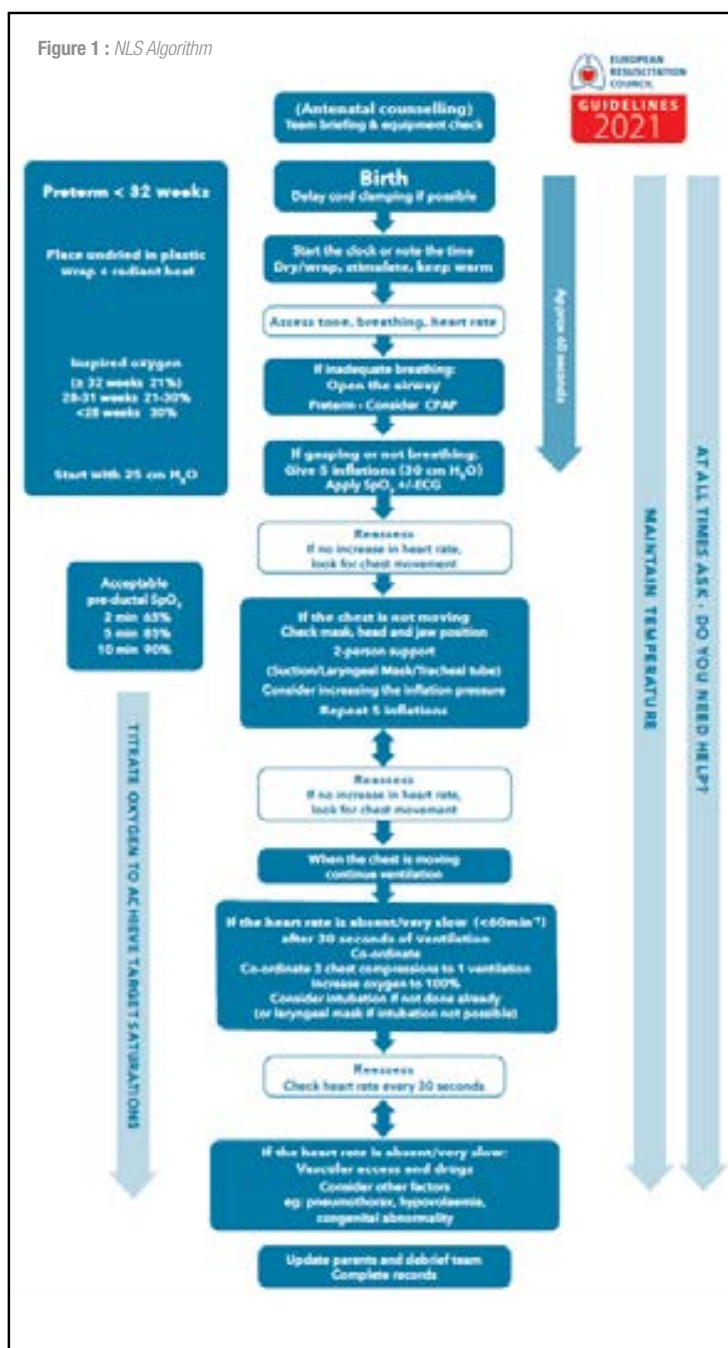 Figure 1 : NLS Algorithm
EUROPEAN
RESUSCITATION
COUNCIL
GUIDELINES
2021
(Antenatal counselling)
Team briefing & equipment check
Birth
Delay cord clamping if possible
Start the clock or note the time
Dry/wrap, stimulate, keep warm
Assess tone, breathing, heart rate
If inadequate breathing:
Open the airway
Preterm - Consider CPAP
If gasping or not breathing:
Give 5 inflations (30 cm H₂O)
Apply SpO₂ +/-ECG
Reassess
If no increase in heart rate,
look for chest movement
If the chest is not moving
Check mask, head and jaw position
2-person support
(Suction/Laryngeal Mask/Tracheal tube)
Consider increasing the inflation pressure
Repeat 5 inflations
Reassess
If no increase in heart rate,
look for chest movement
When the chest is moving
continue ventilation
If the heart rate is absent/very slow (<60min⁻¹)
after 30 seconds of ventilation
Co-ordinate
Co-ordinate 3 chest compressions to 1 ventilation
Increase oxygen to 100%
Consider intubation if not done already
(or laryngeal mask if intubation not possible)
Reassess
Check heart rate every 30 seconds
If the heart rate is absent/very slow:
Vascular access and drugs
Consider other factors
eg: pneumothorax, hypovolaemia,
congenital abnormality
Update parents and debrief team
Complete records
Preterm < 32 weeks
Place undried in plastic
wrap + radiant heat
Inspired oxygen
(≥ 32 weeks 21%)
28-31 weeks 21-30%
<28 weeks 30%
Start with 25 cm H₂O
Acceptable
pre-ductal SpO₂
2 min 65%
5 min 85%
10 min 90%
TITRATE OXYGEN TO ACHIEVE TARGET SATURATIONS
Approx 60 seconds
MAINTAIN TEMPERATURE
AT ALL TIMES ASK - DO YOU NEED HELP?